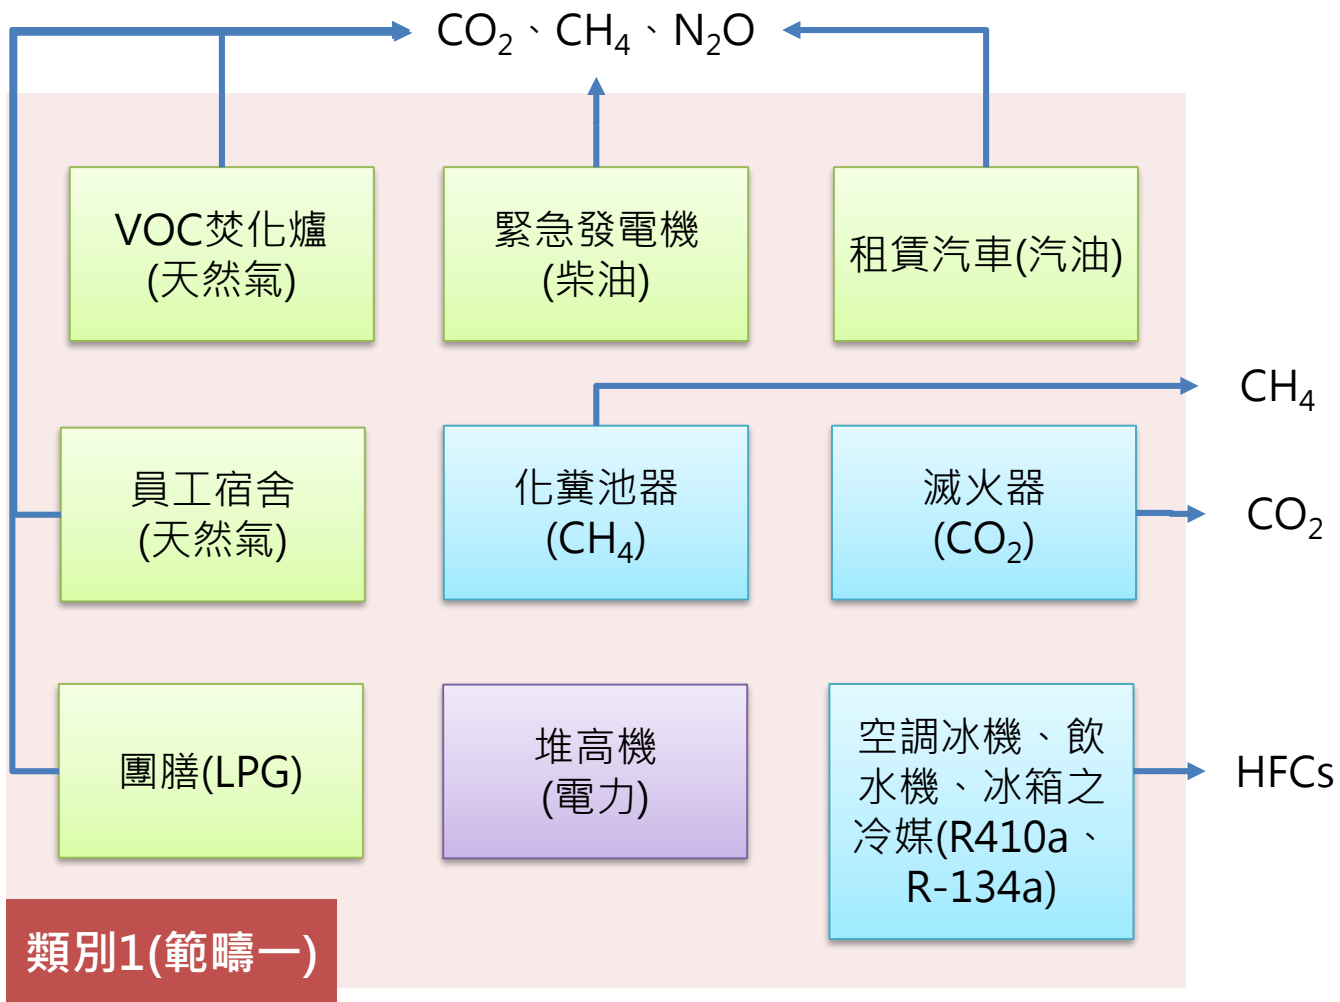 CO₂、CH₄、N₂O
VOC焚化爐
(天然氣)
緊急發電機
(柴油)
租賃汽車(汽油)
CH₄
員工宿舍
(天然氣)
化糞池器
(CH₄)
滅火器
(CO₂)
CO₂
團膳(LPG)
堆高機
(電力)
空調冰機、飲
水機、冰箱之
冷媒(R410a、
R-134a)
HFCs
類別1(範疇一)